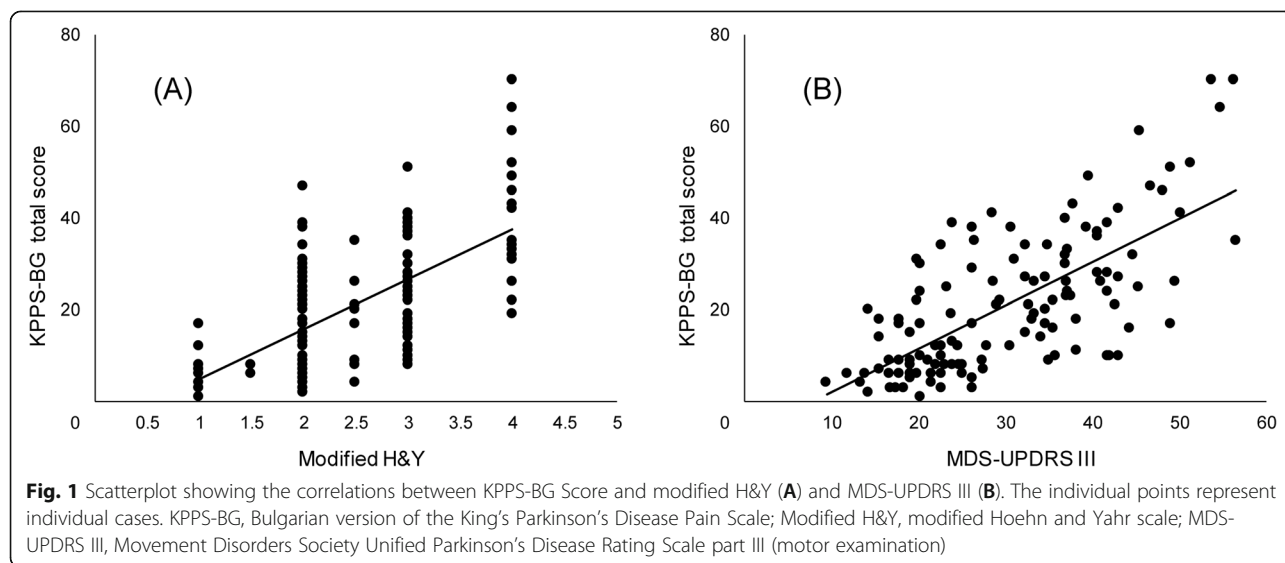 80
60
40
20
0
KPPS-BG total score
(A)
0.5 1 1.5 2 2.5 3 3.5 4 4.5 5
Modified H&Y
80
60
40
20
0
KPPS-BG total score
(B)
10 20 30 40 50 60
MDS-UPDRS III
Fig. 1 Scatterplot showing the correlations between KPPS-BG Score and modified H&Y (A) and MDS-UPDRS III (B). The individual points represent
individual cases. KPPS-BG, Bulgarian version of the King's Parkinson's Disease Pain Scale; Modified H&Y, modified Hoehn and Yahr scale; MDS-
UPDRS III, Movement Disorders Society Unified Parkinson's Disease Rating Scale part III (motor examination)